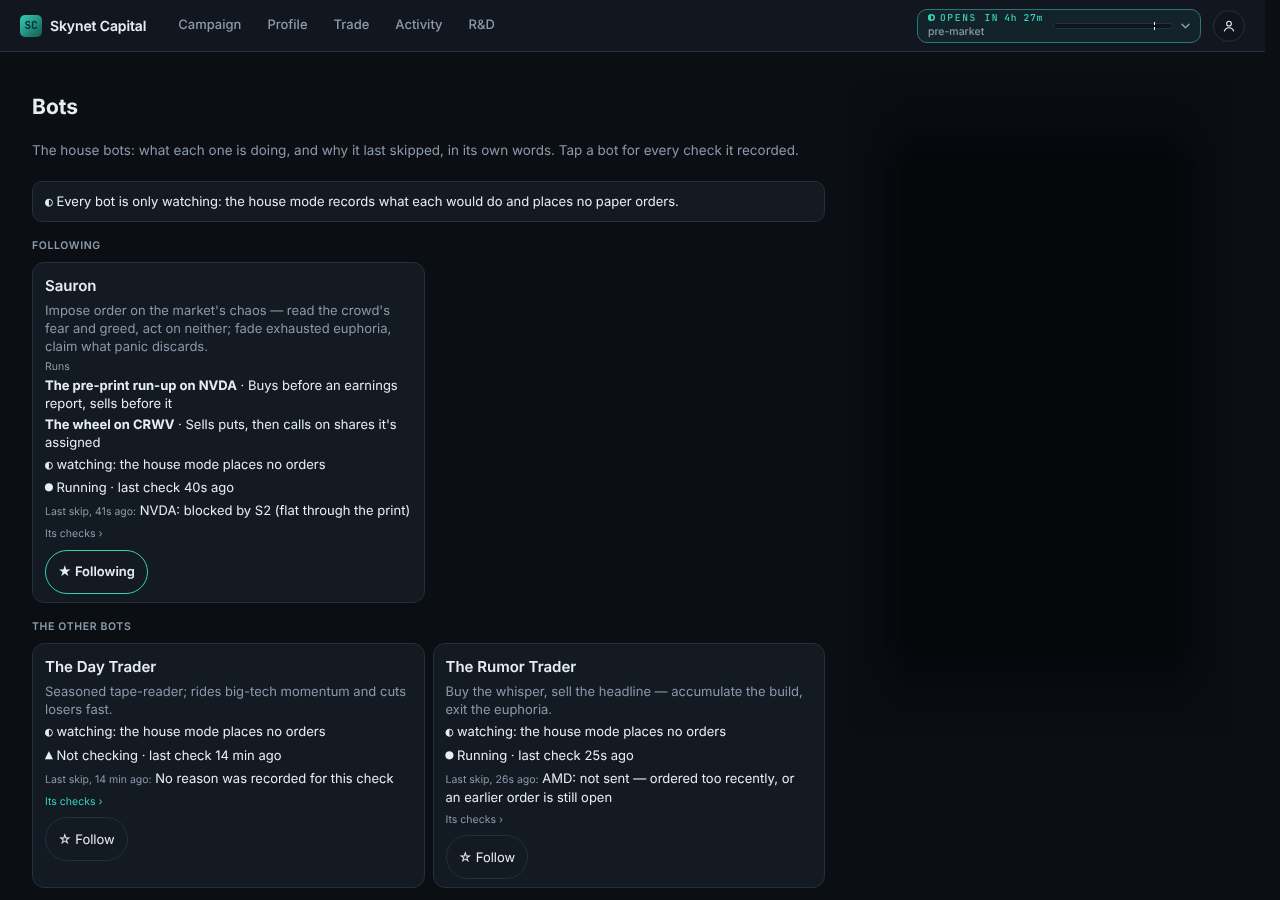 SC Skynet Capital Campaign Profile Trade Activity R&D
OPENS IN 4h 27m
pre-market
Bots
The house bots: what each one is doing, and why it last skipped, in its own words. Tap a bot for every check it recorded.
Every bot is only watching: the house mode records what each would do and places no paper orders.
FOLLOWING
Sauron
Impose order on the market's chaos — read the crowd's
fear and greed, act on neither; fade exhausted euphoria,
claim what panic discards.
Runs
The pre-print run-up on NVDA · Buys before an earnings
report, sells before it
The wheel on CRWV · Sells puts, then calls on shares it's
assigned
watching: the house mode places no orders
Running · last check 40s ago
Last skip, 41s ago: NVDA: blocked by S2 (flat through the print)
Its checks ›
★ Following
THE OTHER BOTS
The Day Trader
Seasoned tape-reader; rides big-tech momentum and cuts
losers fast.
watching: the house mode places no orders
Not checking · last check 14 min ago
Last skip, 14 min ago: No reason was recorded for this check
Its checks ›
☆ Follow
The Rumor Trader
Buy the whisper, sell the headline — accumulate the build,
exit the euphoria.
watching: the house mode places no orders
Running · last check 25s ago
Last skip, 26s ago: AMD: not sent — ordered too recently, or
an earlier order is still open
Its checks ›
☆ Follow